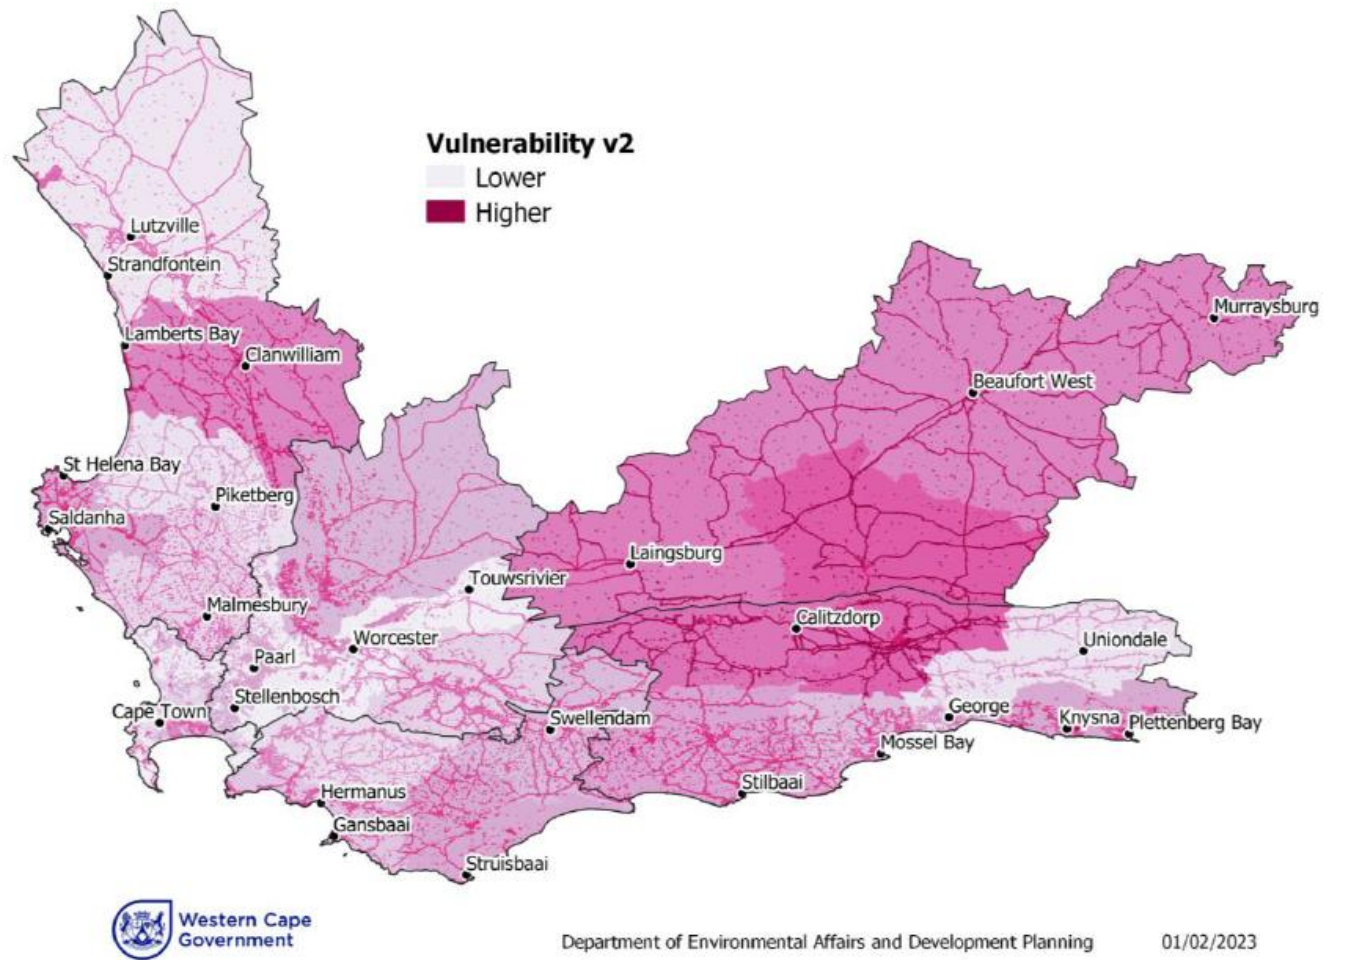 Vulnerability v2
Lower
Higher
Lutzville
Strandfontein
Murraysburg
Lamberts Bay
Clanwilliam
Beaufort West
St Helena Bay
Piketberg
Saldanha
Laingsburg
Touwsrivier
Malmesbury
Calitzdorp
Worcester
Uniondale
Paarl
Stellenbosch
George
Cape Town
Swellendam
Knysna
Plettenberg Bay
Mossel Bay
Stilbaai
Hermanus
Gansbaai
Struisbaai
Western Cape
Government
Department of Environmental Affairs and Development Planning 01/02/2023